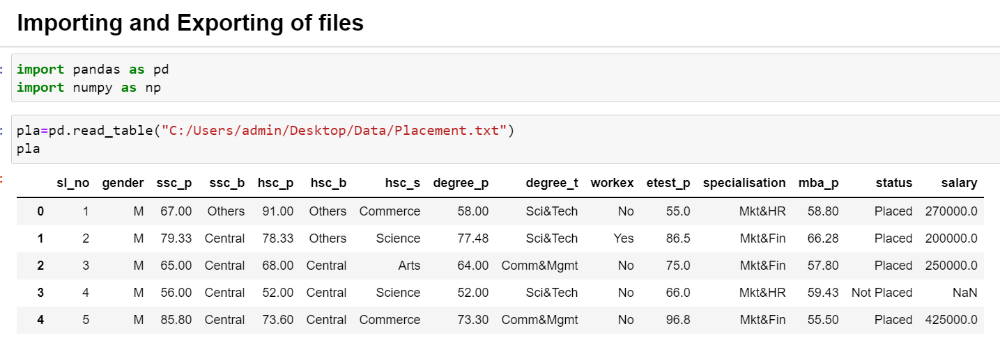 Importing and Exporting of files
import pandas as pd
import numpy as np
pla=pd.read_table("C:/Users/admin/Desktop/Data/Placement.txt")
pla
sl_no gender ssc_p ssc_b hsc_p hsc_b hsc_s degree_p degree_t workex etest_p specialisation mba_p status salary
0 1 M 67.00 Others 91.00 Others Commerce 58.00 Sci&Tech No 55.0 Mkt&HR 58.80 Placed 270000.0
1 2 M 79.33 Central 78.33 Others Science 77.48 Sci&Tech Yes 86.5 Mkt&Fin 66.28 Placed 200000.0
2 3 M 65.00 Central 68.00 Central Arts 64.00 Comm&Mgmt No 75.0 Mkt&Fin 57.80 Placed 250000.0
3 4 M 56.00 Central 52.00 Central Science 52.00 Sci&Tech No 66.0 Mkt&HR 59.43 Not Placed NaN
4 5 M 85.80 Central 73.60 Central Commerce 73.30 Comm&Mgmt No 96.8 Mkt&Fin 55.50 Placed 425000.0